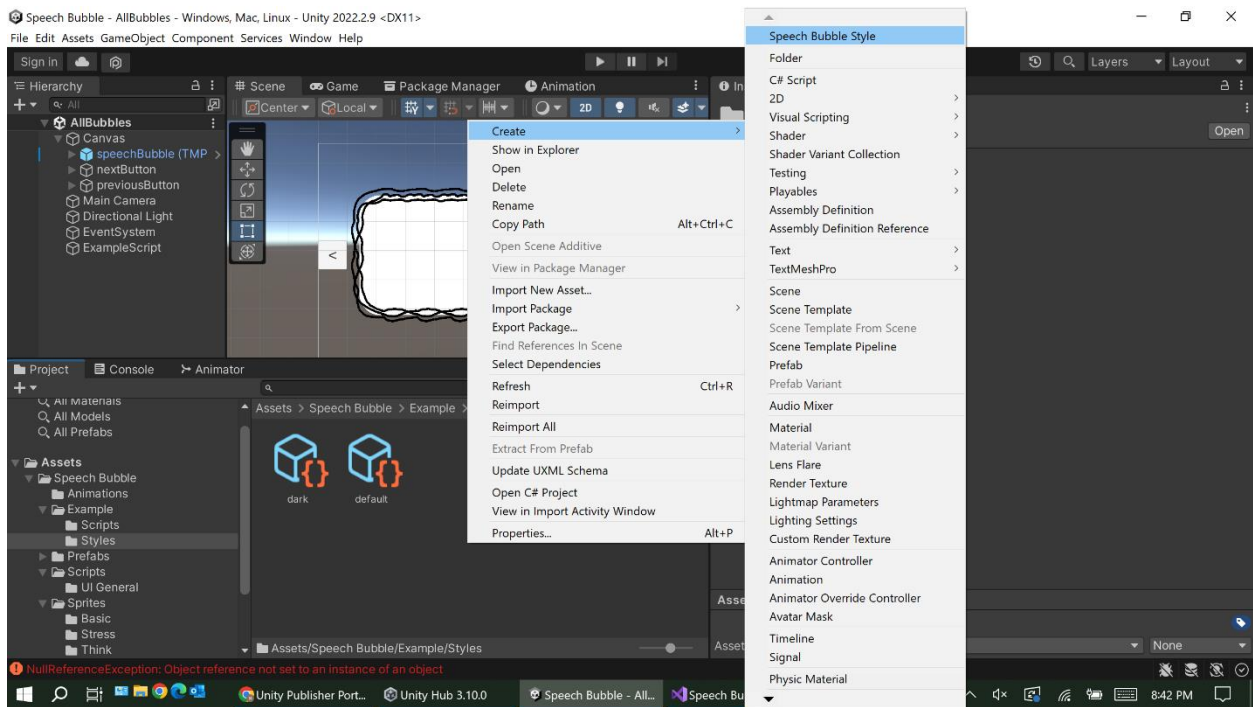 Speech Bubble - AllBubbles - Windows, Mac, Linux - Unity 2022.2.9 <DX11>
File Edit Assets GameObject Component Services Window Help
Sign in
Layers
Layout
Hierarchy
All
AllBubbles
Canvas
speechBubble (TMP
nextButton
previousButton
Main Camera
Directional Light
EventSystem
ExampleScript
Scene
Game
Package Manager
Animation
In
Center
Local
2D
Open
<
Create
Show in Explorer
Open
Delete
Rename
Copy Path Alt+Ctrl+C
Open Scene Additive
View in Package Manager
Import New Asset...
Import Package
Export Package...
Find References In Scene
Select Dependencies
Refresh Ctrl+R
Reimport
Reimport All
Extract From Prefab
Update UXML Schema
Open C# Project
View in Import Activity Window
Properties... Alt+P
Speech Bubble Style
Folder
C# Script
2D
Visual Scripting
Shader
Shader Variant Collection
Testing
Playables
Assembly Definition
Assembly Definition Reference
Text
TextMeshPro
Scene
Scene Template
Scene Template From Scene
Scene Template Pipeline
Prefab
Prefab Variant
Audio Mixer
Material
Material Variant
Lens Flare
Render Texture
Lightmap Parameters
Lighting Settings
Custom Render Texture
Animator Controller
Animation
Animator Override Controller
Avatar Mask
Timeline
Signal
Physic Material
Project
Console
Animator
All Materials
All Models
All Prefabs
Assets
Speech Bubble
Animations
Example
Scripts
Styles
Prefabs
Scripts
UI General
Sprites
Basic
Stress
Think
Assets > Speech Bubble > Example >
dark
default
Assets/Speech Bubble/Example/Styles
Asse
Asset
None
NullReferenceException: Object reference not set to an instance of an object
Unity Publisher Port...
Unity Hub 3.10.0
Speech Bubble - All...
Speech Bu
8:42 PM